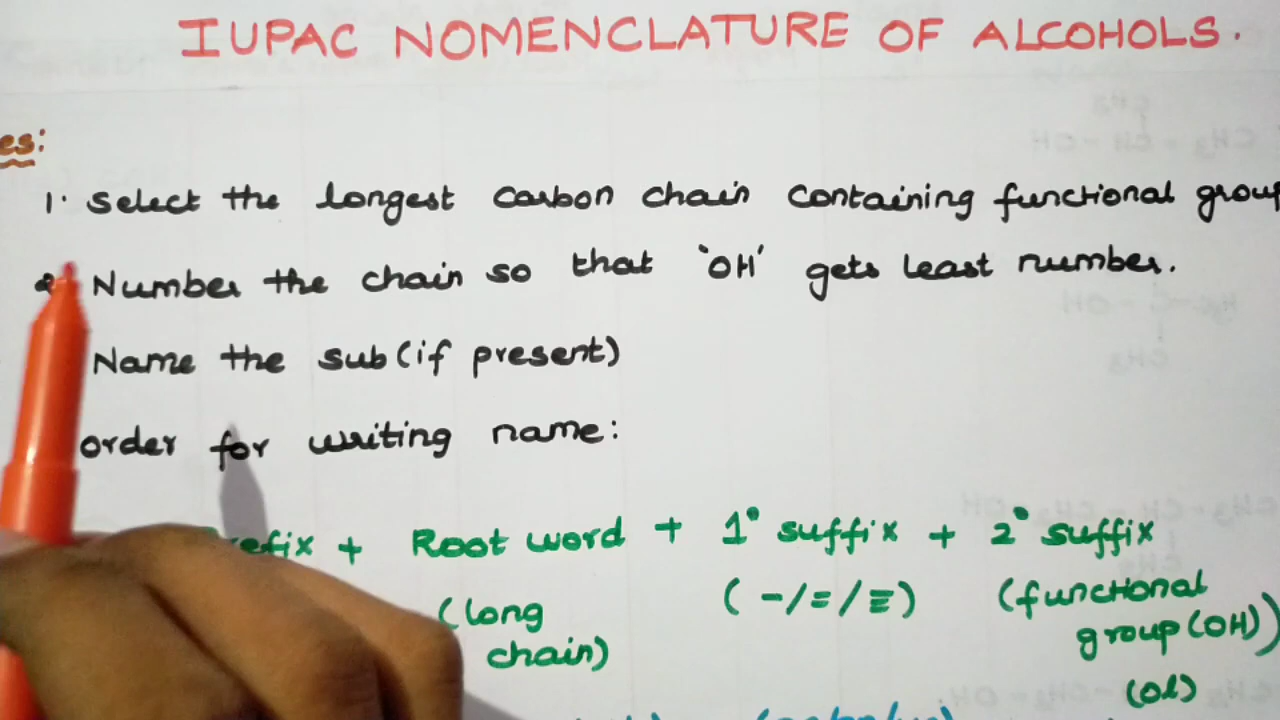 IUPAC NOMENCLATURE OF ALCOHOLS.
es:
1. Select the longest carbon chain containing functional group
Number the chain so that 'OH' gets least number.
Name the sub (if present)
order for writing name:
efix + Root word + 1° suffix + 2° suffix
(long chain) (-/=/≡) (functional group (OH))
(ol)